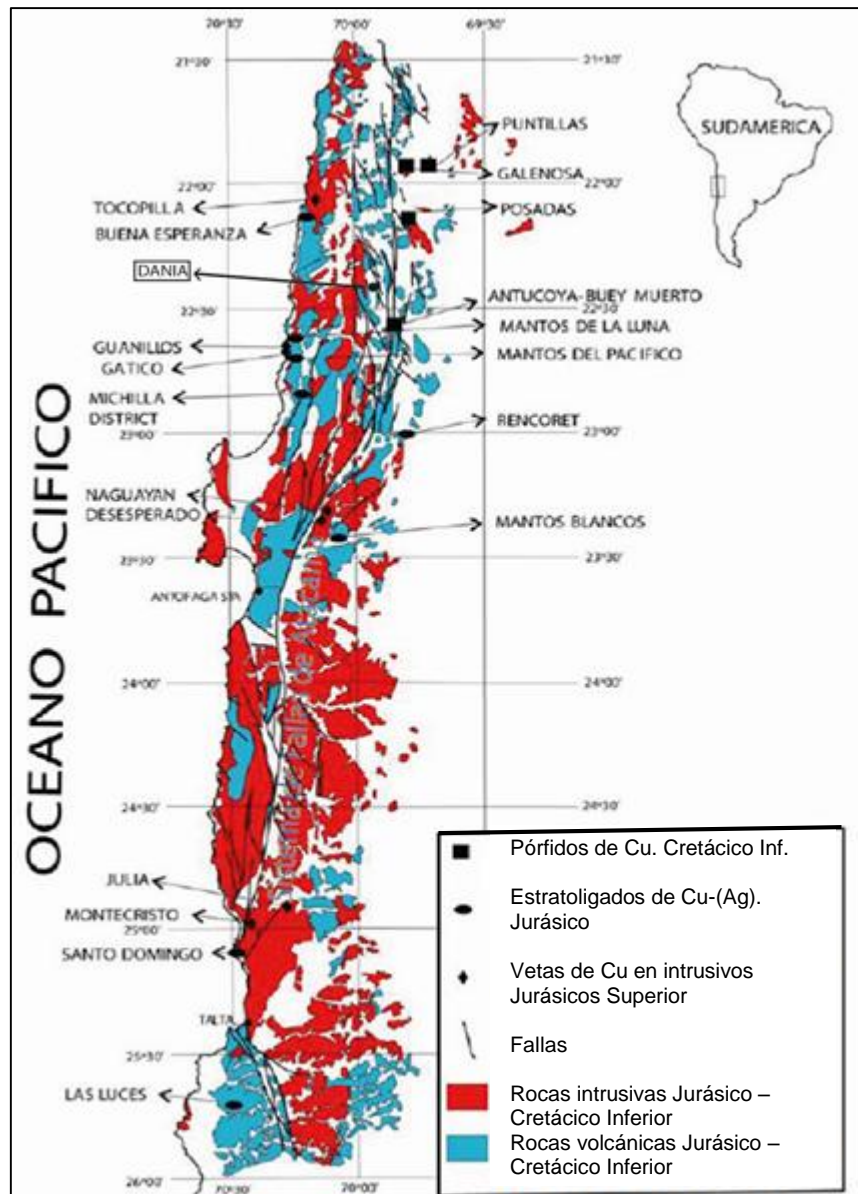 70°30'
70°00
69°30'
21°30'
21°30'
SUDAMERICA
PUNTILLAS
GALENOSA
22°00'
22°00'
TOCOPILLA
POSADAS
BUENA ESPERANZA
DANIA
ANTUCOYA-BUEY MUERTO
22°30'
22°30'
MANTOS DE LA LUNA
GUANILLOS
MANTOS DEL PACIFICO
GATICO
MICHILLA
DISTRICT
RENCORET
23°00'
23°00'
NAGUAYAN
DESESPERADO
MANTOS BLANCOS
23°30'
23°30'
ANTOFAGASTA
OCEANO PACIFICO
24°00'
24°00'
24°30'
24°30'
JULIA
MONTECRISTO
25°00
SANTO DOMINGO
TALTA
25°30'
LAS LUCES
26°00'
70°30'
70°00'
Pórfidos de Cu. Cretácico Inf.
Estratoligados de Cu-(Ag).
Jurásico
Vetas de Cu en intrusivos
Jurásicos Superior
Fallas
Rocas intrusivas Jurásico –
Cretácico Inferior
Rocas volcánicas Jurásico –
Cretácico Inferior